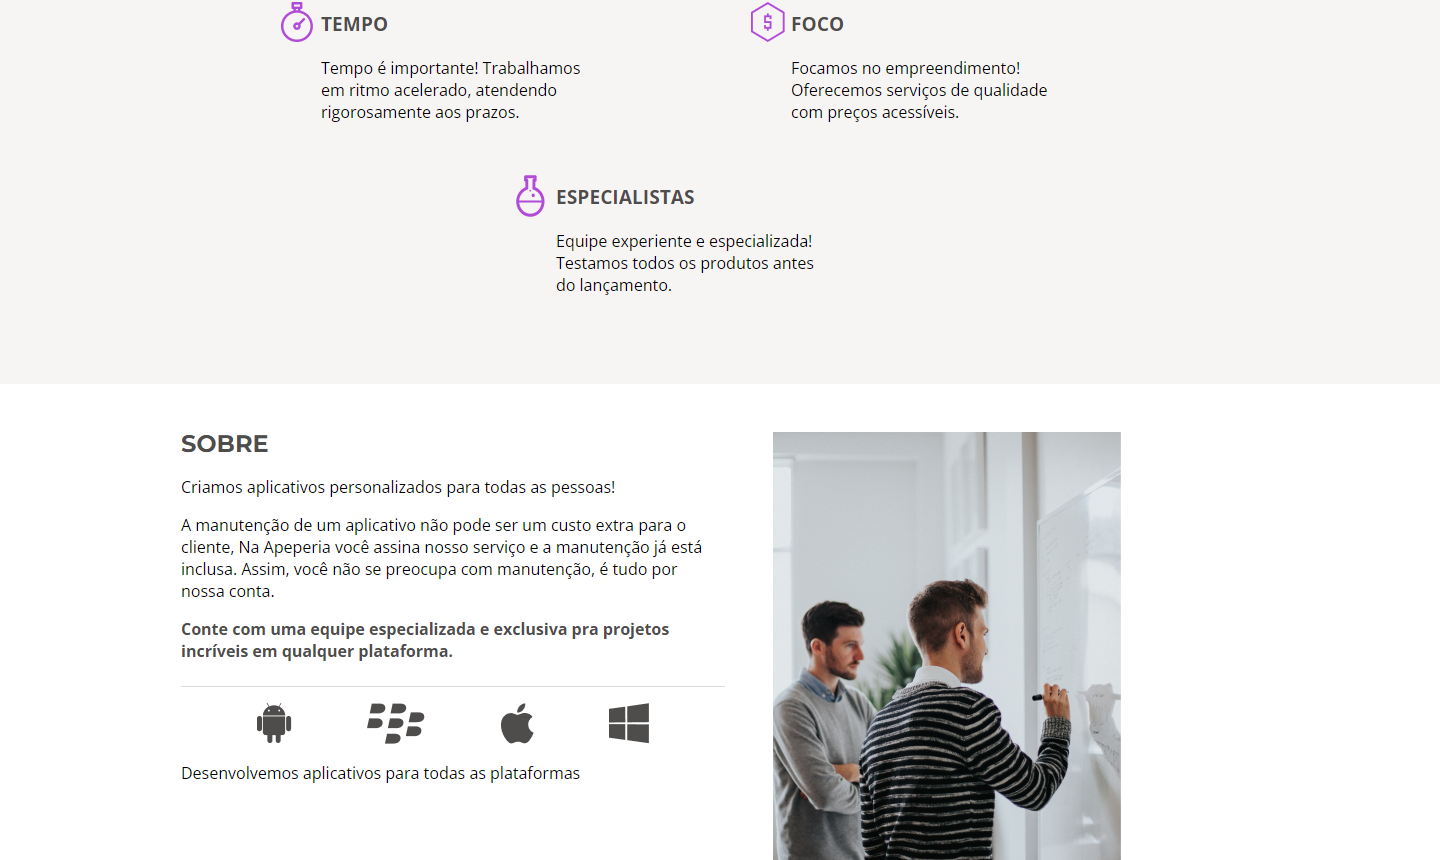 TEMPO
Tempo é importante! Trabalhamos
em ritmo acelerado, atendendo
rigorosamente aos prazos.
FOCO
Focamos no empreendimento!
Oferecemos serviços de qualidade
com preços acessíveis.
ESPECIALISTAS
Equipe experiente e especializada!
Testamos todos os produtos antes
do lançamento.
SOBRE
Criamos aplicativos personalizados para todas as pessoas!
A manutenção de um aplicativo não pode ser um custo extra para o
cliente, Na Apeperia você assina nosso serviço e a manutenção já está
inclusa. Assim, você não se preocupa com manutenção, é tudo por
nossa conta.
Conte com uma equipe especializada e exclusiva pra projetos
incríveis em qualquer plataforma.
Desenvolvemos aplicativos para todas as plataformas